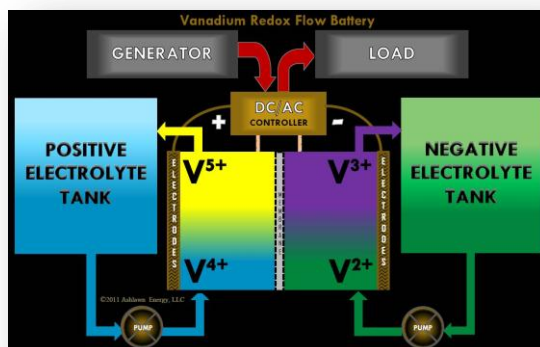 Vanadium Redox Flow Battery
GENERATOR
LOAD
DC/AC
CONTROLLER
+
-
POSITIVE
ELECTROLYTE
TANK
ELECTRODES
V5+
V4+
V3+
V2+
ELECTRODES
NEGATIVE
ELECTROLYTE
TANK
©2011 Ashlawn Energy, LLC
PUMP
PUMP